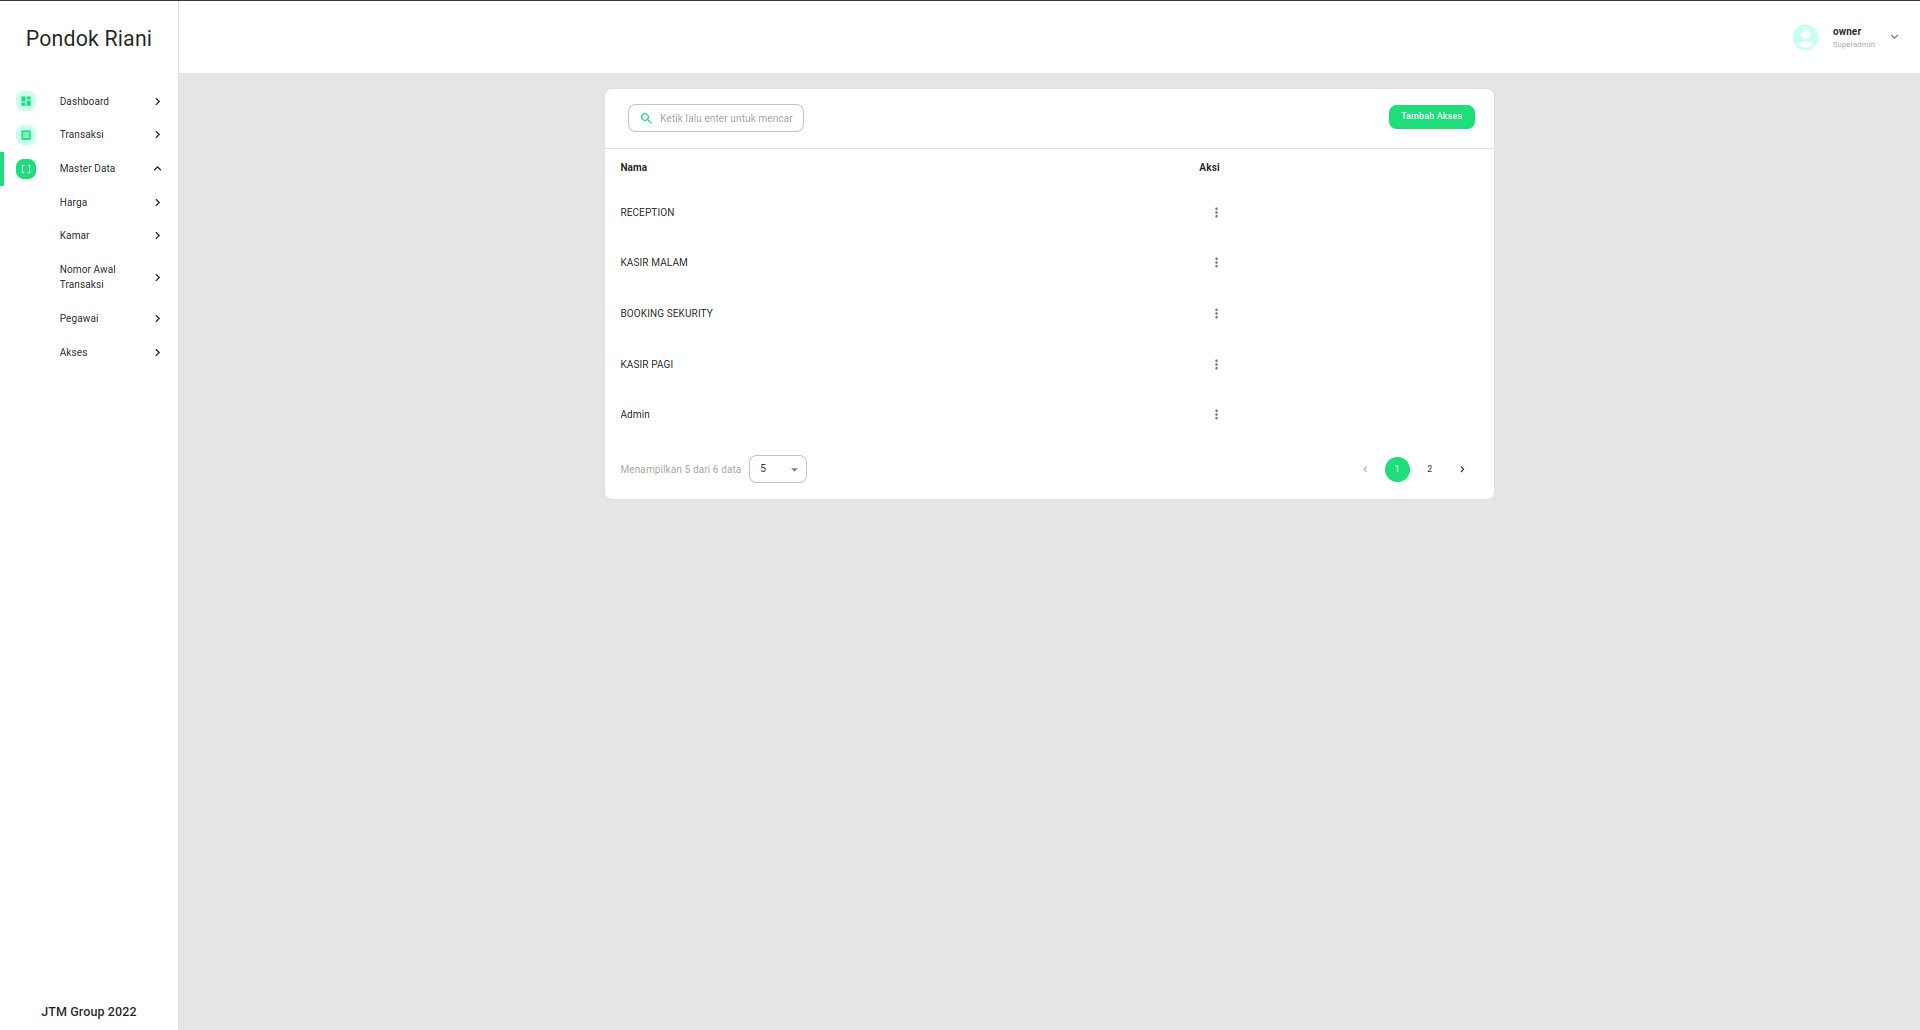 Pondok Riani
owner
Superadmin
Dashboard
Transaksi
Master Data
Harga
Kamar
Nomor Awal
Transaksi
Pegawai
Akses
JTM Group 2022
Ketik lalu enter untuk mencar
Tambah Akses
Nama Aksi
RECEPTION
KASIR MALAM
BOOKING SEKURITY
KASIR PAGI
Admin
Menampilkan 5 dari 6 data 5 1 2